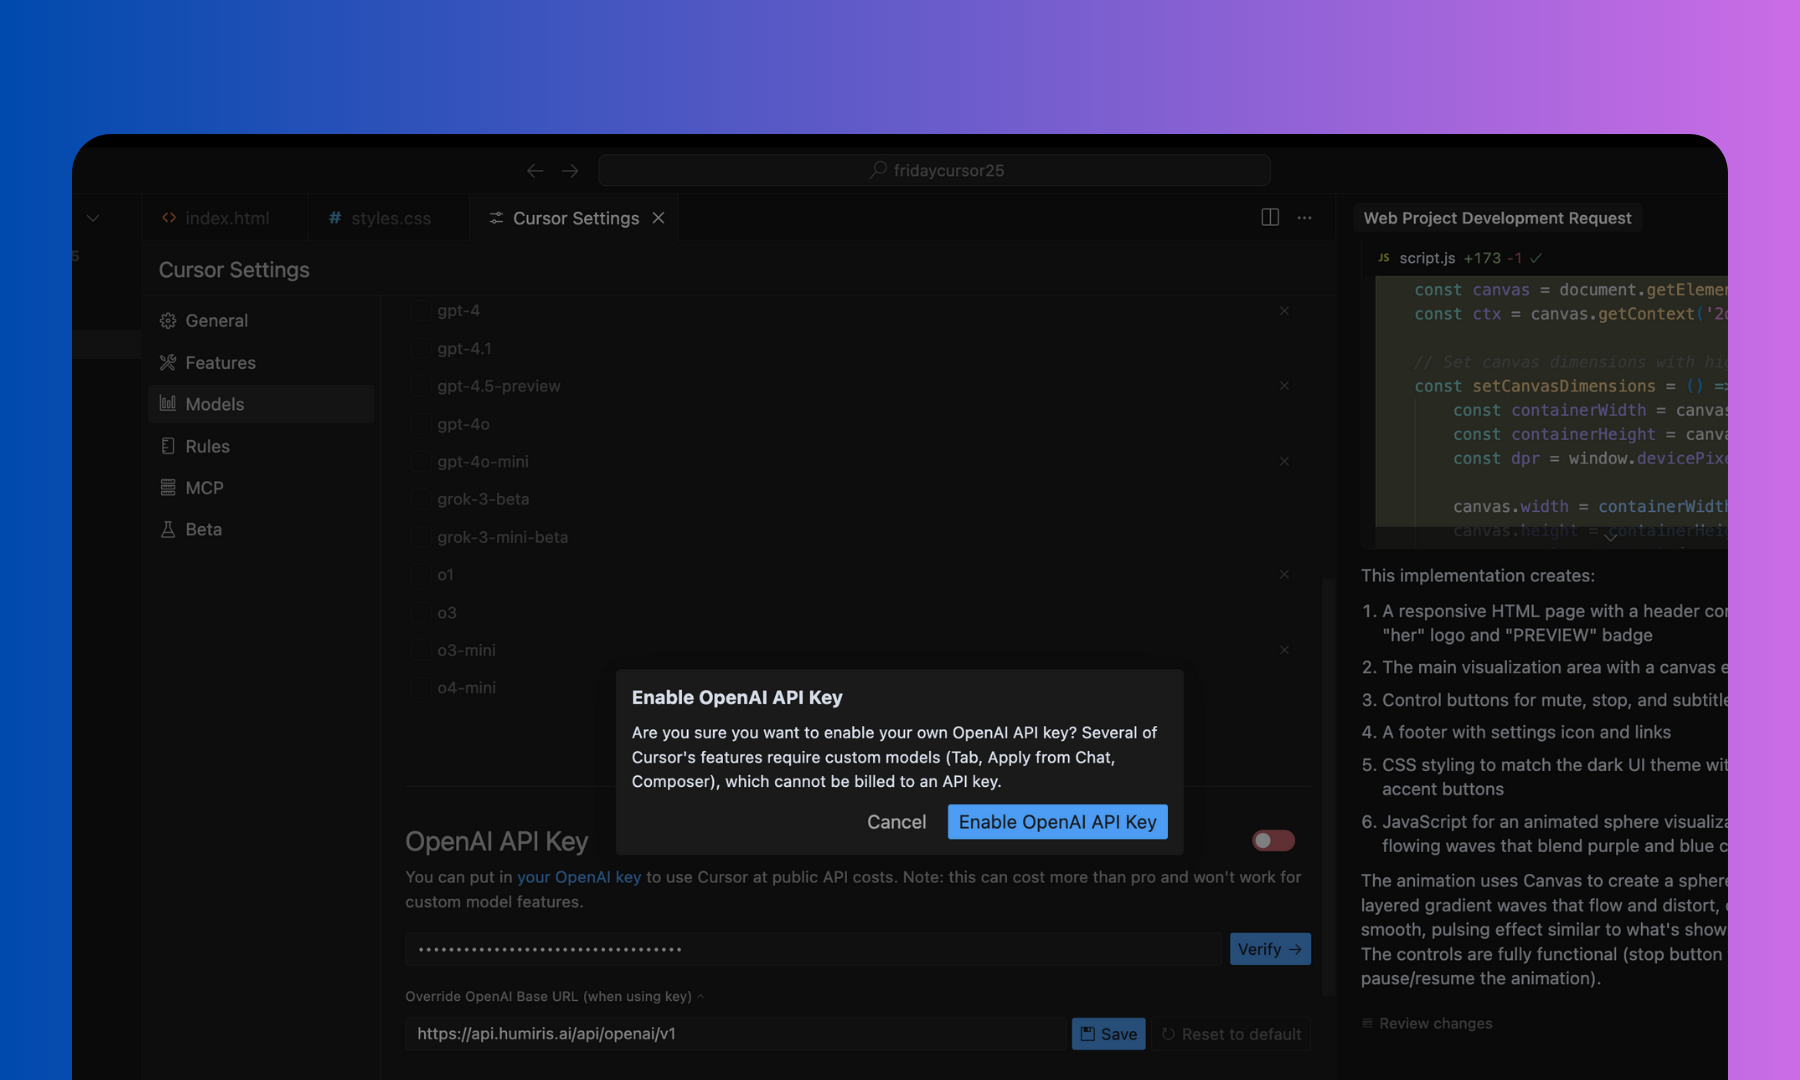 fridaycursor25
index.html
# styles.css
Cursor Settings
5
Cursor Settings
General
Features
Models
Rules
MCP
Beta
gpt-4
gpt-4.1
gpt-4.5-preview
gpt-4o
gpt-4o-mini
grok-3-beta
grok-3-mini-beta
o1
o3
o3-mini
o4-mini
Enable OpenAI API Key
Are you sure you want to enable your own OpenAI API key? Several of
Cursor's features require custom models (Tab, Apply from Chat,
Composer), which cannot be billed to an API key.
Cancel
Enable OpenAI API Key
OpenAI API Key
You can put in your OpenAI key to use Cursor at public API costs. Note: this can cost more than pro and won't work for
custom model features.
••••••••••••••••••••••••••••••••••••
Verify →
Override OpenAI Base URL (when using key)
https://api.humiris.ai/api/openai/v1
Save
Reset to default
Web Project Development Request
JS script.js +173 -1
const canvas = document.getElemen
const ctx = canvas.getContext('2d
// Set canvas dimensions with hig
const setCanvasDimensions = () =>
const containerWidth = canvas
const containerHeight = canva
const dpr = window.devicePixe
canvas.width = containerWidth
canvas.height = containerHeig
This implementation creates:
1. A responsive HTML page with a header con
"her" logo and "PREVIEW" badge
2. The main visualization area with a canvas e
3. Control buttons for mute, stop, and subtitle
4. A footer with settings icon and links
5. CSS styling to match the dark UI theme wit
accent buttons
6. JavaScript for an animated sphere visualiza
flowing waves that blend purple and blue c
The animation uses Canvas to create a sphere
layered gradient waves that flow and distort,
smooth, pulsing effect similar to what's show
The controls are fully functional (stop button
pause/resume the animation).
Review changes